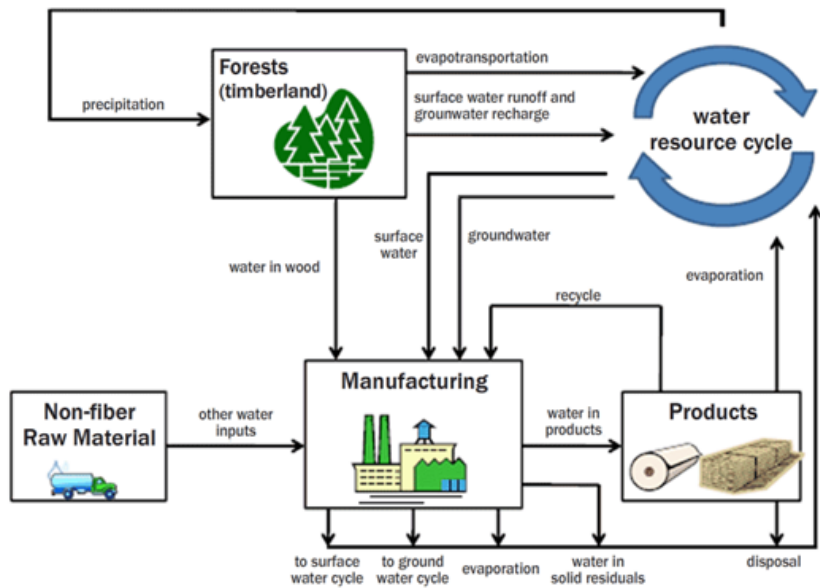 Forests
(timberland)
evapotransportation
precipitation
surface water runoff and
grounwater recharge
water
resource cycle
water in wood
surface
water
groundwater
evaporation
recycle
Non-fiber
Raw Material
other water
inputs
Manufacturing
water in
products
Products
to surface
water cycle
to ground
water cycle
evaporation
water in
solid residuals
disposal